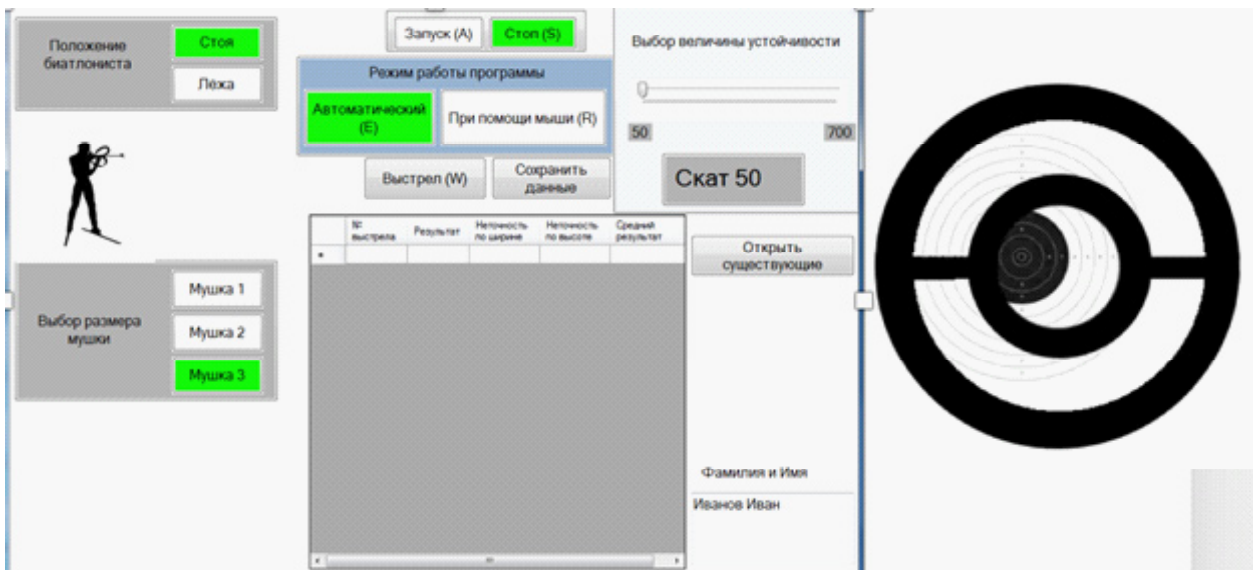 Положение
биатлониста
Стоя
Лёжа
Запуск (А)
Стоп (S)
Режим работы программы
Автоматический
(Е)
При помощи мыши (R)
Выстрел (W)
Сохранить
данные
Выбор величины устойчивости
50
700
Скат 50
№
выстрела
Результат
Неточность
по ширине
Неточность
по высоте
Средний
результат
Открыть
существующие
Выбор размера
мушки
Мушка 1
Мушка 2
Мушка 3
Фамилия и Имя
Иванов Иван